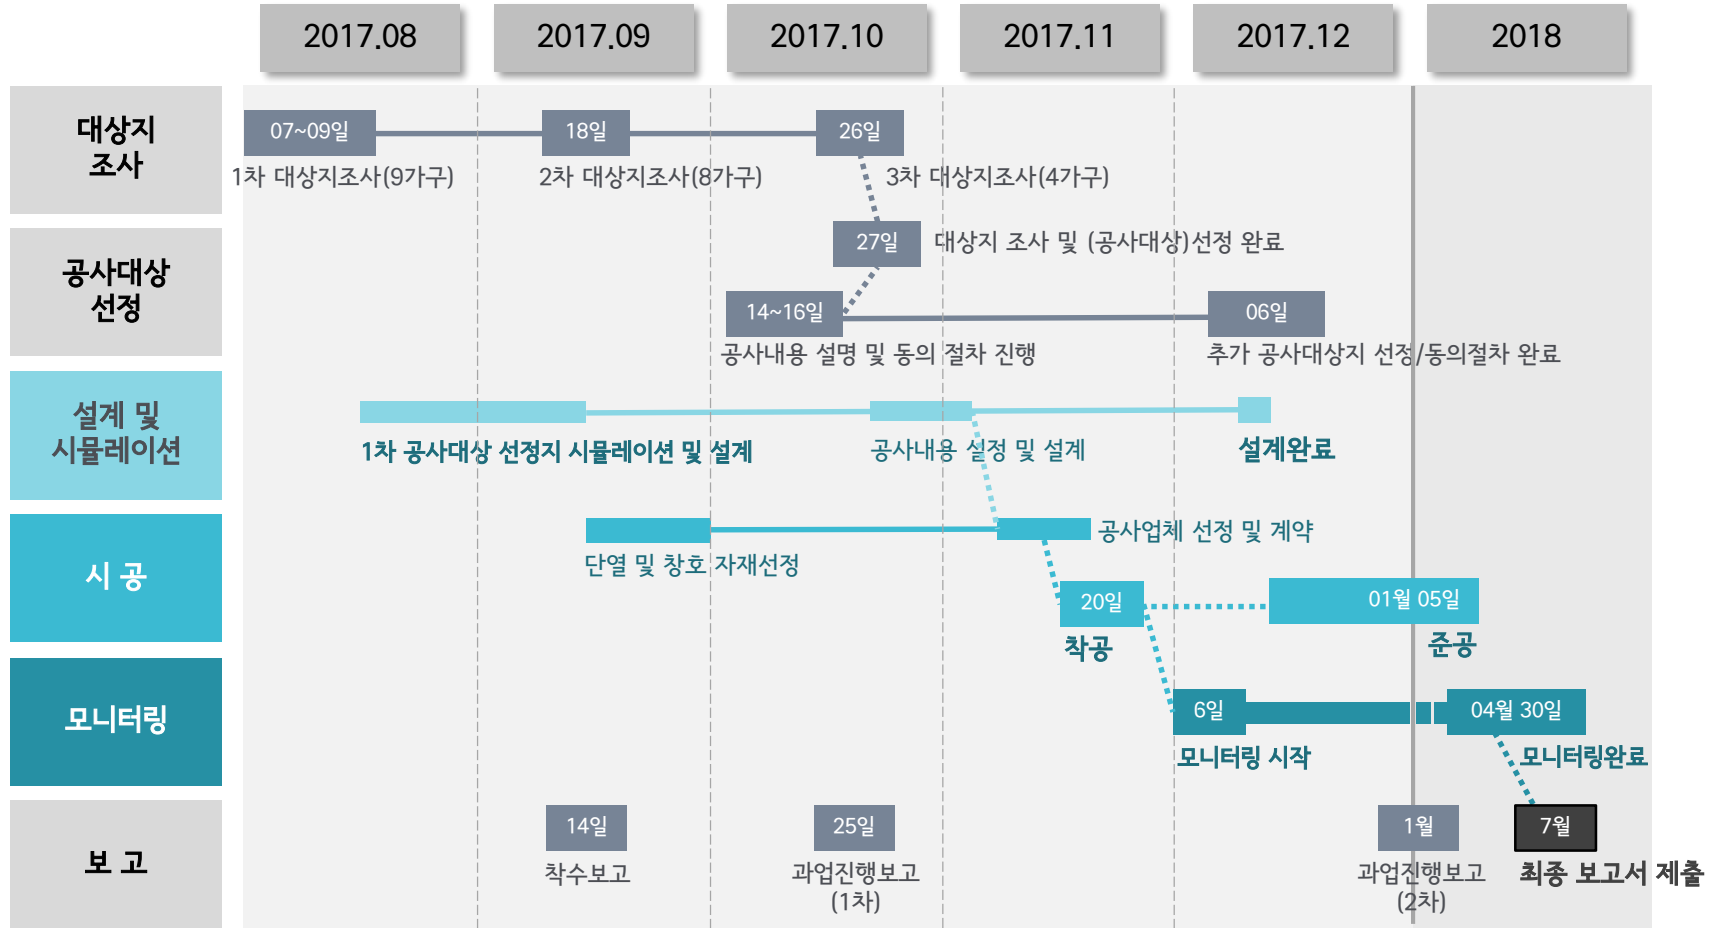 2017.08
2017.09
2017.10
2017.11
2017.12
2018
대상지
조사
07~09일
18일
26일
1차 대상지조사(9가구)
2차 대상지조사(8가구)
3차 대상지조사(4가구)
공사대상
선정
27일
대상지 조사 및 (공사대상)선정 완료
14~16일
06일
공사내용 설명 및 동의 절차 진행
추가 공사대상지 선정/동의절차 완료
설계 및
시뮬레이션
1차 공사대상 선정지 시뮬레이션 및 설계
공사내용 설정 및 설계
설계완료
시 공
단열 및 창호 자재선정
공사업체 선정 및 계약
20일
01월 05일
착공
준공
모니터링
6일
04월 30일
모니터링 시작
모니터링완료
보 고
14일
25일
1월
7월
착수보고
과업진행보고
(1차)
과업진행보고
(2차)
최종 보고서 제출